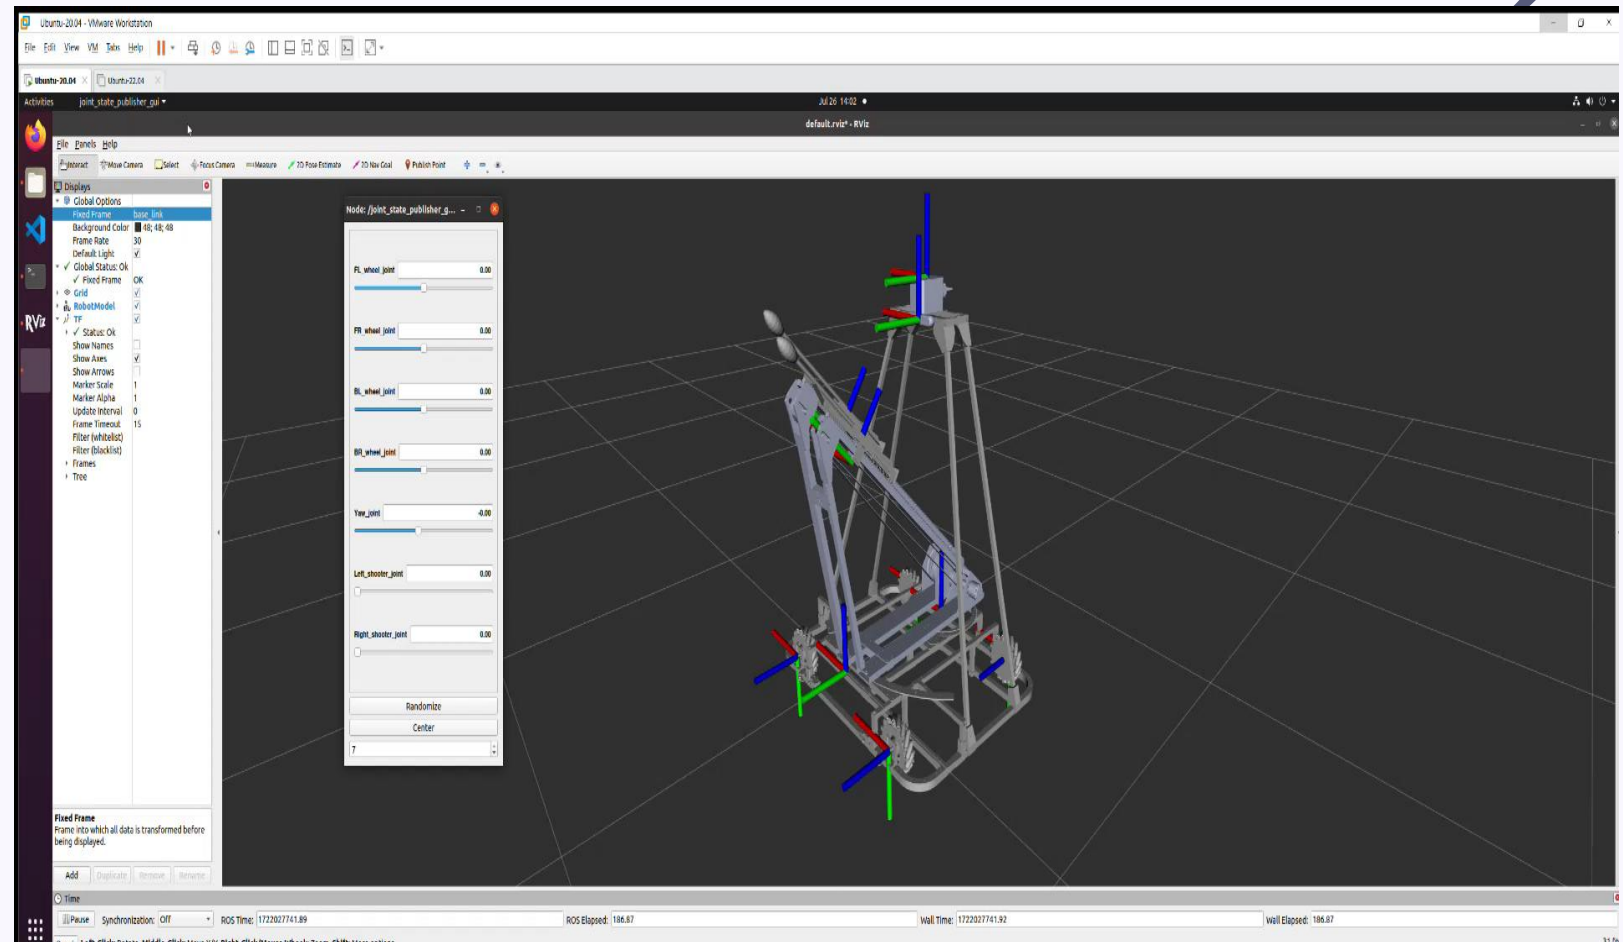 Ubuntu-20.04 - VMware Workstation
File Edit View VM Tabs Help
Ubuntu-20.04 Ubuntu-22.04
Activities joint_state_publisher_gui Jul 26 14:02
default.rviz* - RViz
File Panels Help
Interact Move Camera Select Focus Camera Measure 2D Pose Estimate 2D Nav Goal Publish Point
Displays
Global Options
Fixed Frame base_link
Background Color 48; 48; 48
Frame Rate 30
Default Light
Global Status: Ok
Fixed Frame OK
Grid
RobotModel
TF
Status: Ok
Show Names
Show Axes
Show Arrows
Marker Scale 1
Marker Alpha 1
Update Interval 0
Frame Timeout 15
Filter (whitelist)
Filter (blacklist)
Frames
Tree
RViz
Node: /joint_state_publisher_g...
FL_wheel_joint 0.00
FR_wheel_joint 0.00
BL_wheel_joint 0.00
BR_wheel_joint 0.00
Yaw_joint -0.00
Left_shooter_joint 0.00
Right_shooter_joint 0.00
Randomize
Center
7
Fixed Frame
Frame into which all data is transformed before
being displayed.
Add Duplicate Remove Rename
Time
Pause Synchronization: Off ROS Time: 1722027741.89 ROS Elapsed: 186.87 Wall Time: 1722027741.92 Wall Elapsed: 186.87